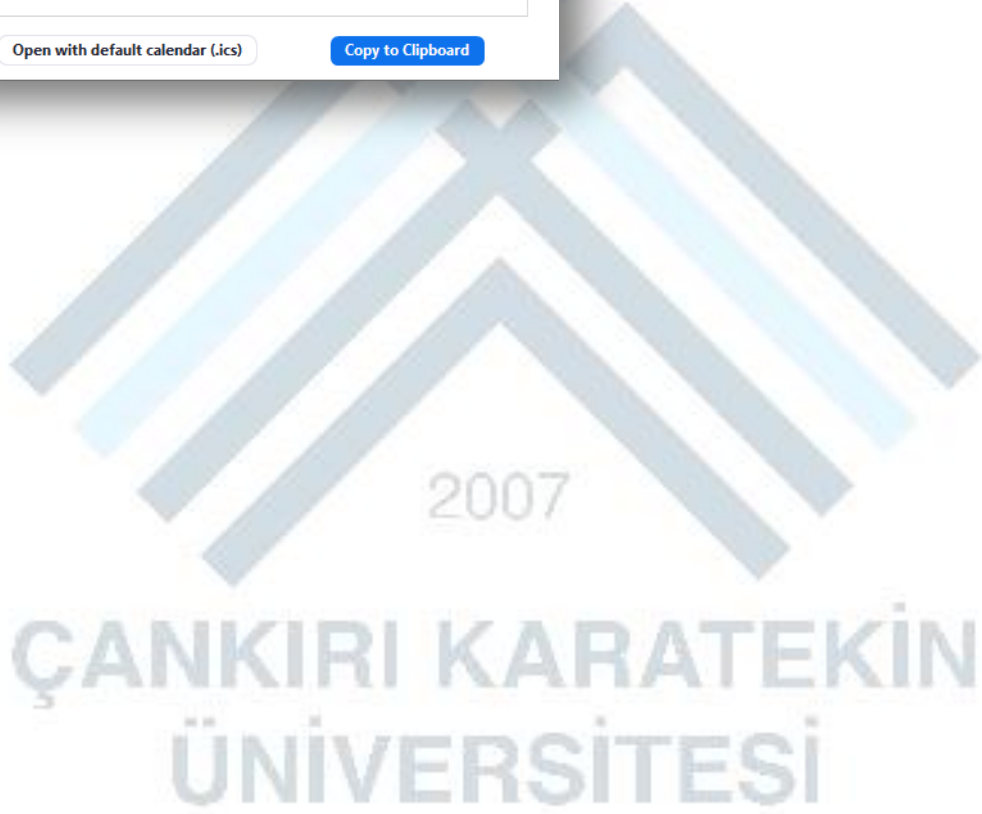 Open with default calendar (.ics)
Copy to Clipboard
2007
ÇANKIRI KARATEKİN
ÜNİVERSİTESİ